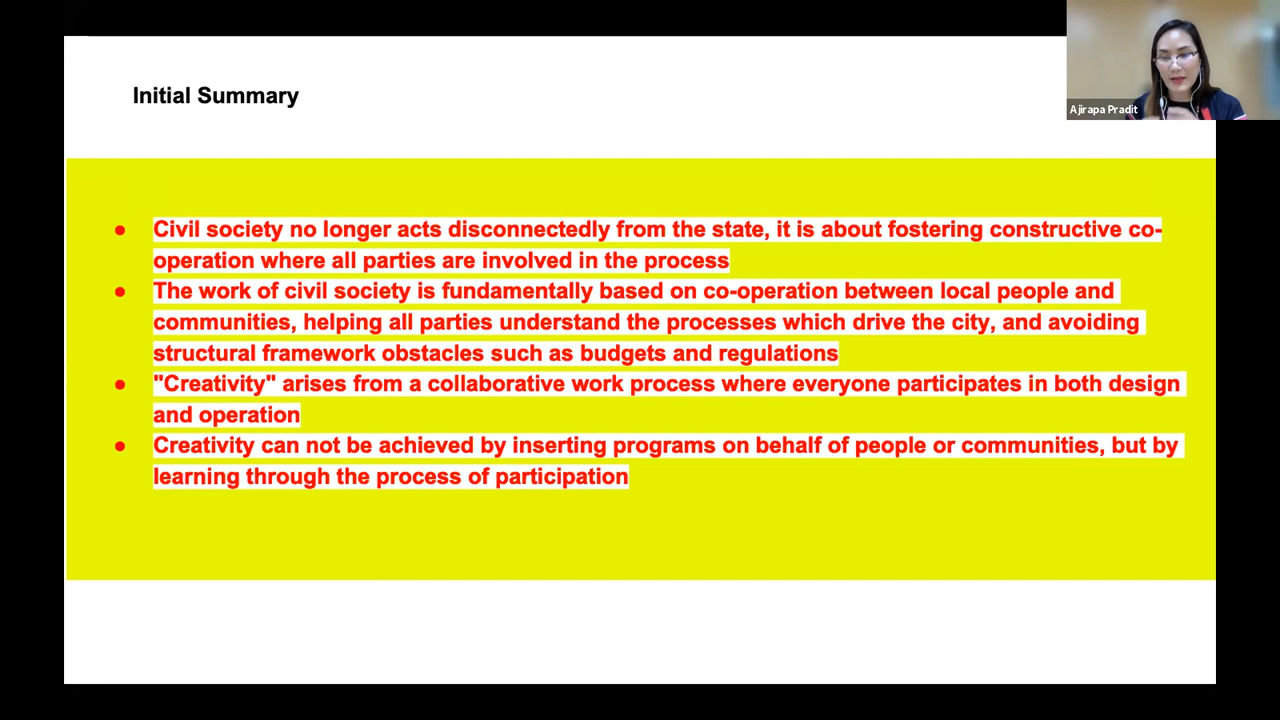 Initial Summary
Ajirapa Pradit
● Civil society no longer acts disconnectedly from the state, it is about fostering constructive co-
operation where all parties are involved in the process
● The work of civil society is fundamentally based on co-operation between local people and
communities, helping all parties understand the processes which drive the city, and avoiding
structural framework obstacles such as budgets and regulations
● "Creativity" arises from a collaborative work process where everyone participates in both design
and operation
● Creativity can not be achieved by inserting programs on behalf of people or communities, but by
learning through the process of participation